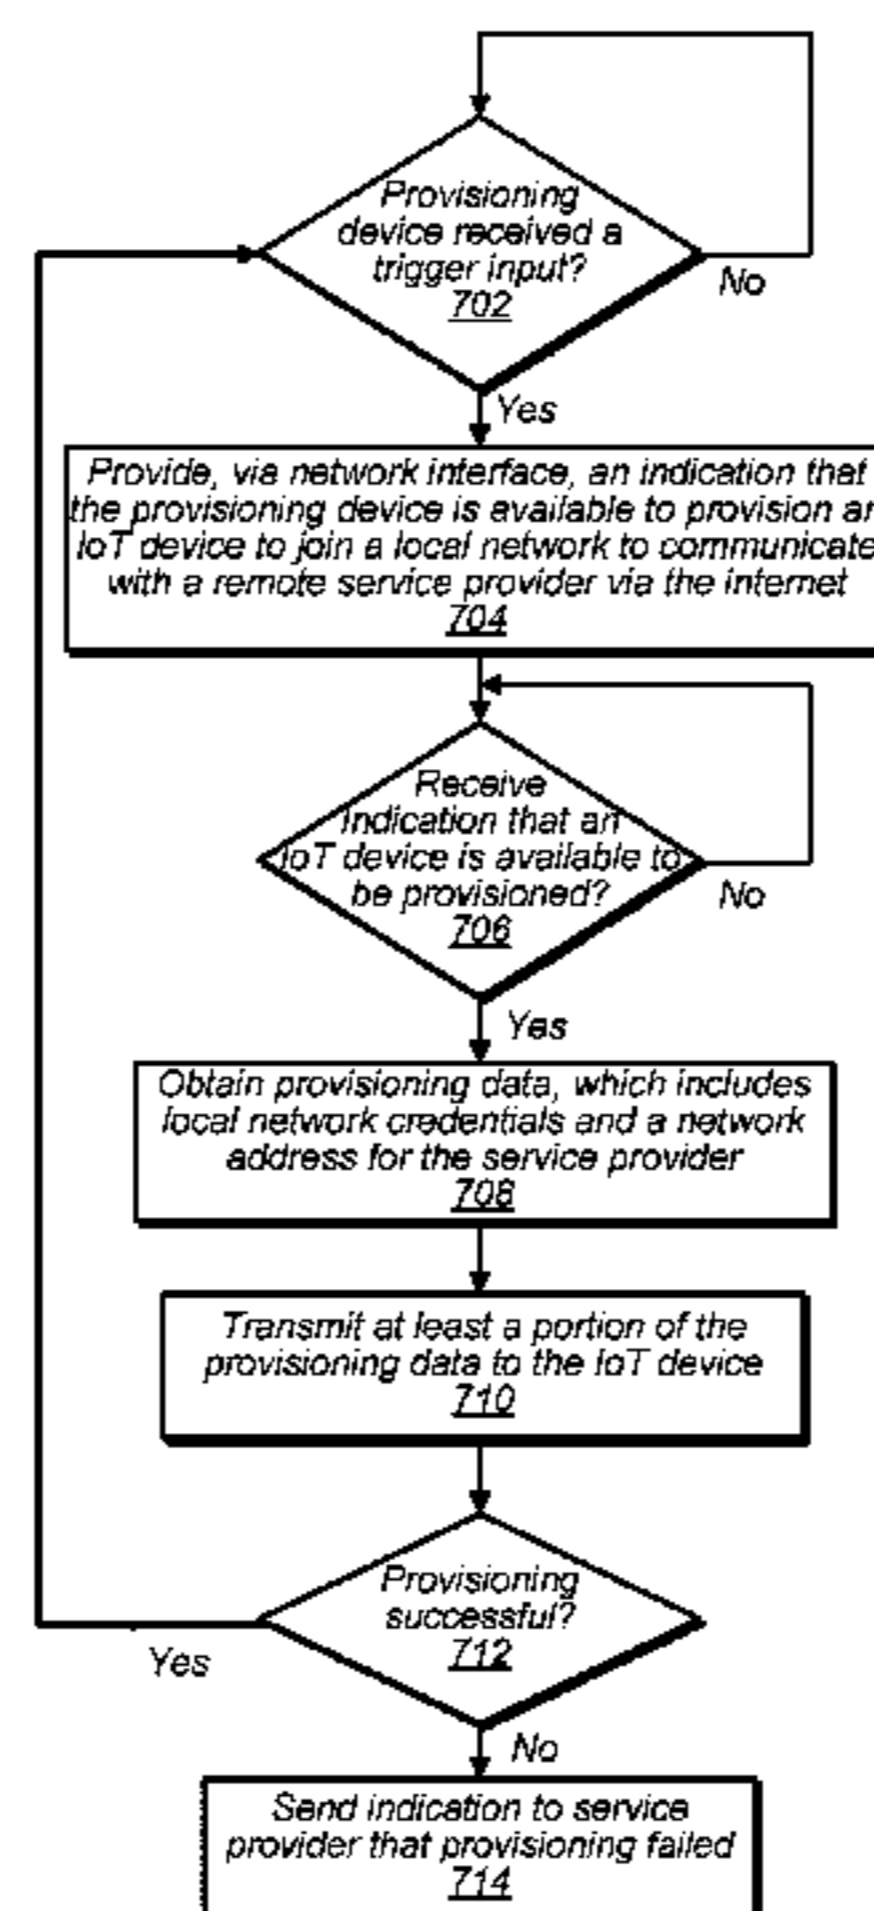 Provisioning
device received a
trigger input?
702
No
Yes
Provide, via network interface, an indication that
the provisioning device is available to provision an
IoT device to join a local network to communicate
with a remote service provider via the internet
704
Receive
indication that an
IoT device is available to
be provisioned?
706
No
Yes
Obtain provisioning data, which includes
local network credentials and a network
address for the service provider
708
Transmit at least a portion of the
provisioning data to the IoT device
710
Provisioning
successful?
712
Yes
No
Send indication to service
provider that provisioning failed
714